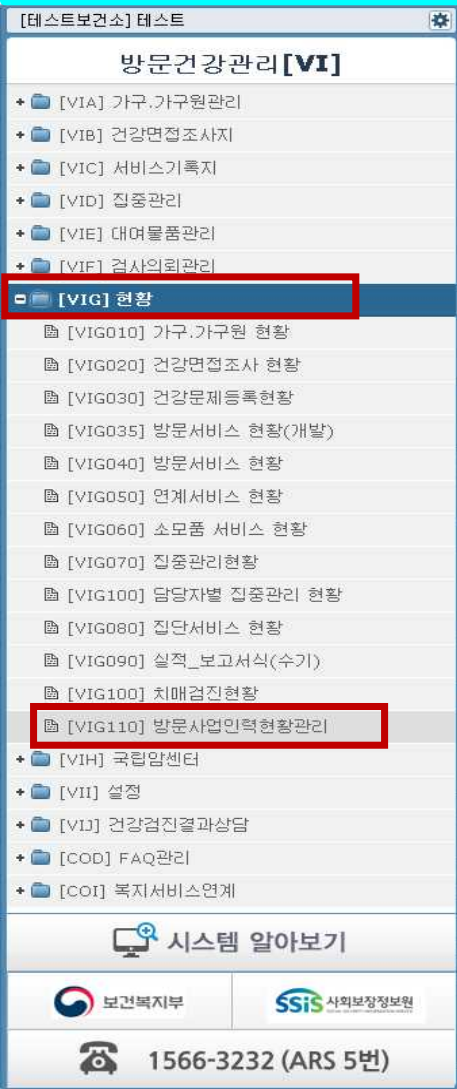 [테스트보건소] 테스트
방문건강관리[VI]
[VIA] 가구.가구원관리
[VIB] 건강면접조사지
[VIC] 서비스기록지
[VID] 집중관리
[VIE] 대여물품관리
[VIF] 검사의뢰관리
[VIG] 현황
[VIG010] 가구.가구원 현황
[VIG020] 건강면접조사 현황
[VIG030] 건강문제등록현황
[VIG035] 방문서비스 현황(개발)
[VIG040] 방문서비스 현황
[VIG050] 연계서비스 현황
[VIG060] 소모품 서비스 현황
[VIG070] 집중관리현황
[VIG100] 담당자별 집중관리 현황
[VIG080] 집단서비스 현황
[VIG090] 실적_보고서식(수기)
[VIG100] 치매검진현황
[VIG110] 방문사업인력현황관리
[VIH] 국립암센터
[VII] 설정
[VIJ] 건강검진결과상담
[COD] FAQ관리
[COI] 복지서비스연계
시스템 알아보기
보건복지부 SSiS 사회보장정보원
1566-3232 (ARS 5번)